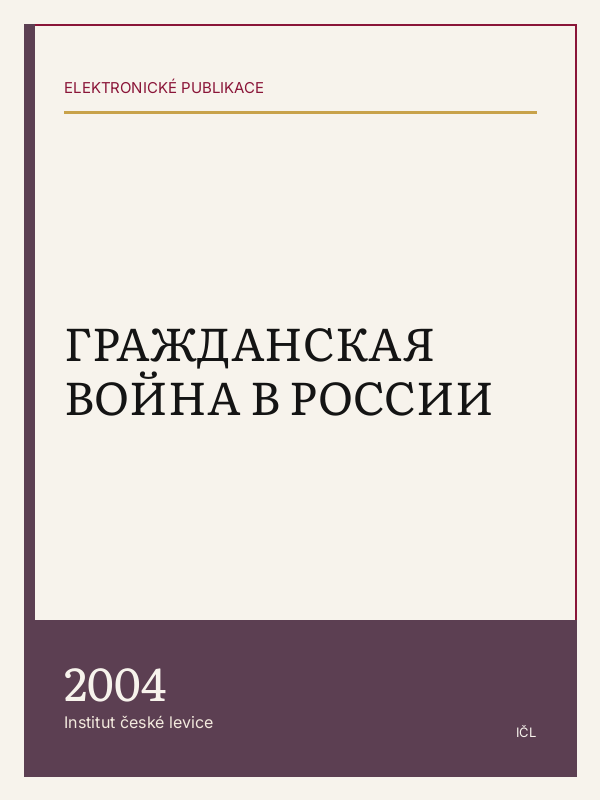 ELEKTRONICKÉ PUBLIKACE
ГРАЖДАНСКАЯ
ВОЙНА В РОССИИ
2004
Institut české levice
IČL